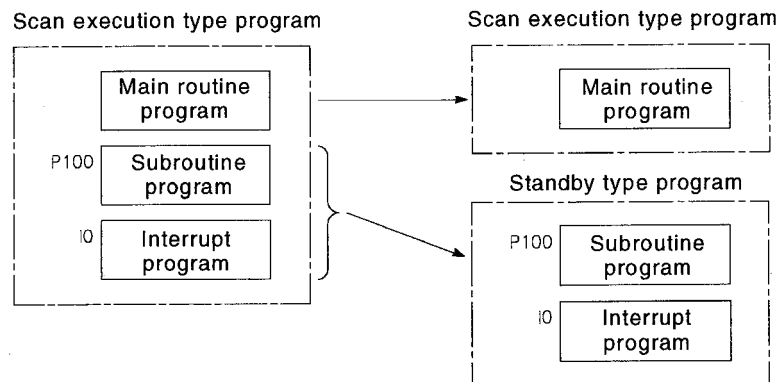 Scan execution type program
Main routine
program
P100
Subroutine
program
I0
Interrupt
program
Scan execution type program
Main routine
program
Standby type program
P100
Subroutine
program
I0
Interrupt
program